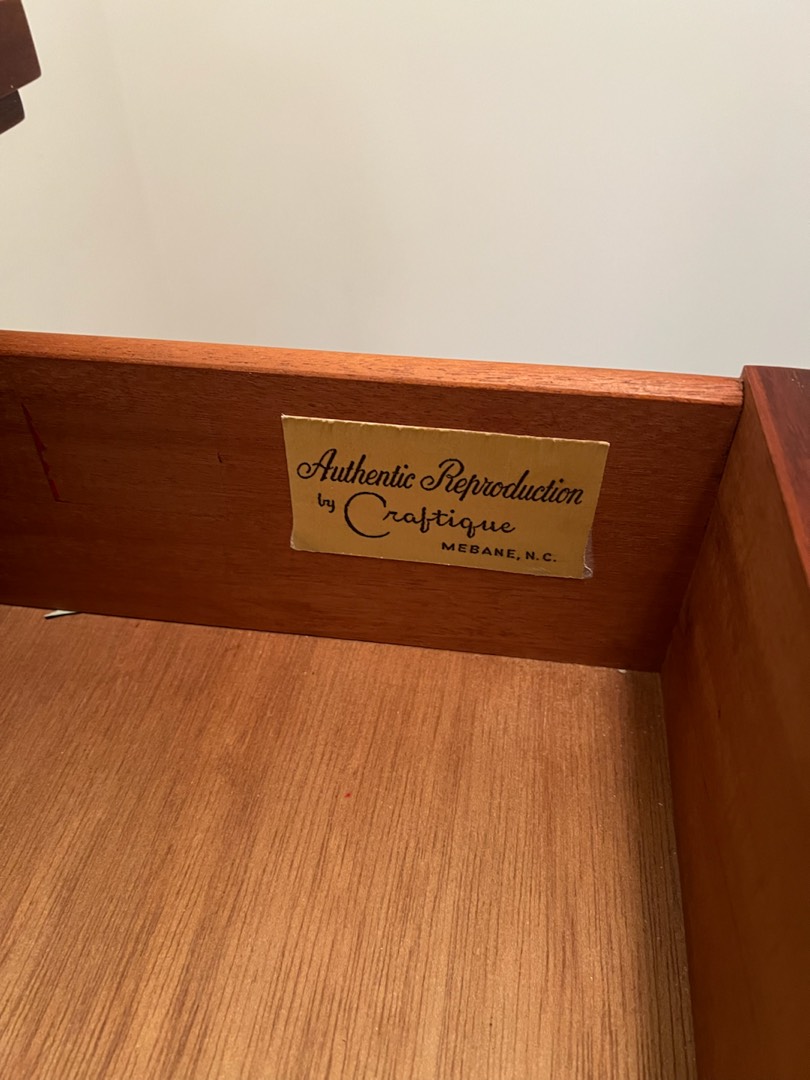 Authentic Reproduction
by Craftique
MEBANE, N.C.